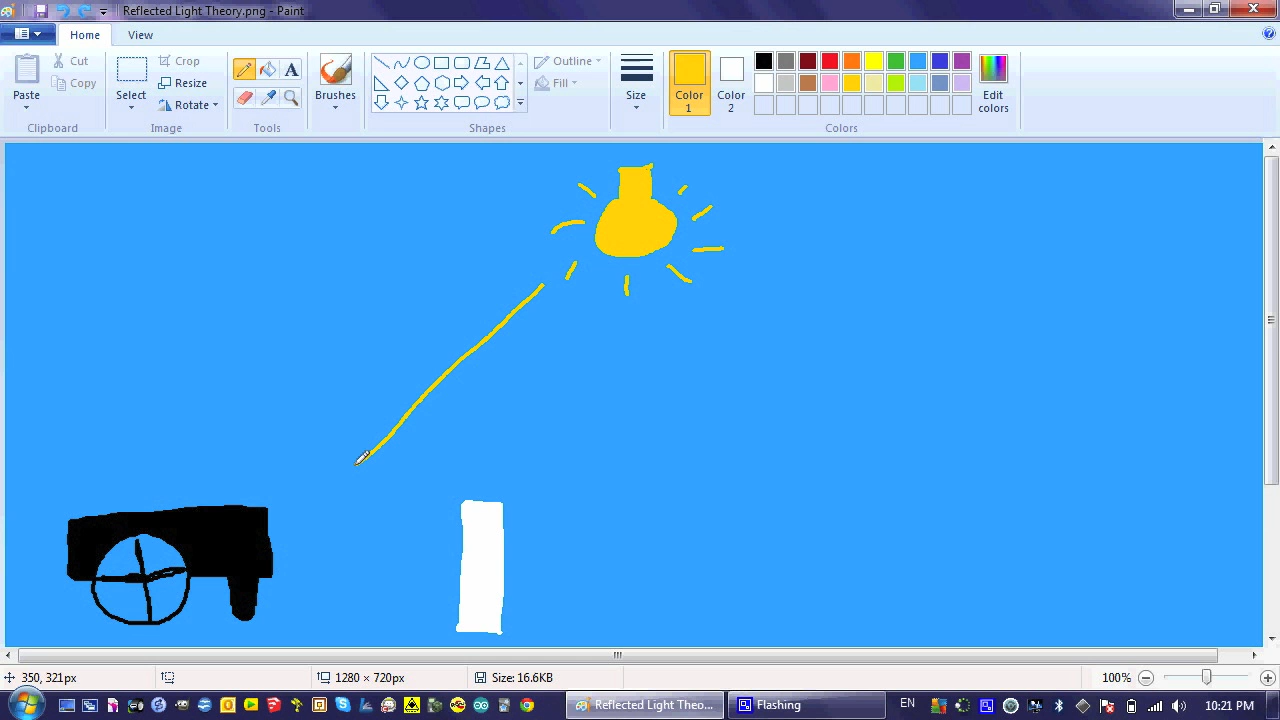 Reflected Light Theory.png - Paint
Home View
Paste
Cut
Copy
Clipboard
Select
Crop
Resize
Rotate
Image
A
Tools
Brushes
Outline
Fill
Shapes
Size
Color 1
Color 2
Edit colors
Colors
350, 321px
1280 × 720px
Size: 16.6KB
100%
Reflected Light Theo...
Flashing
EN
10:21 PM